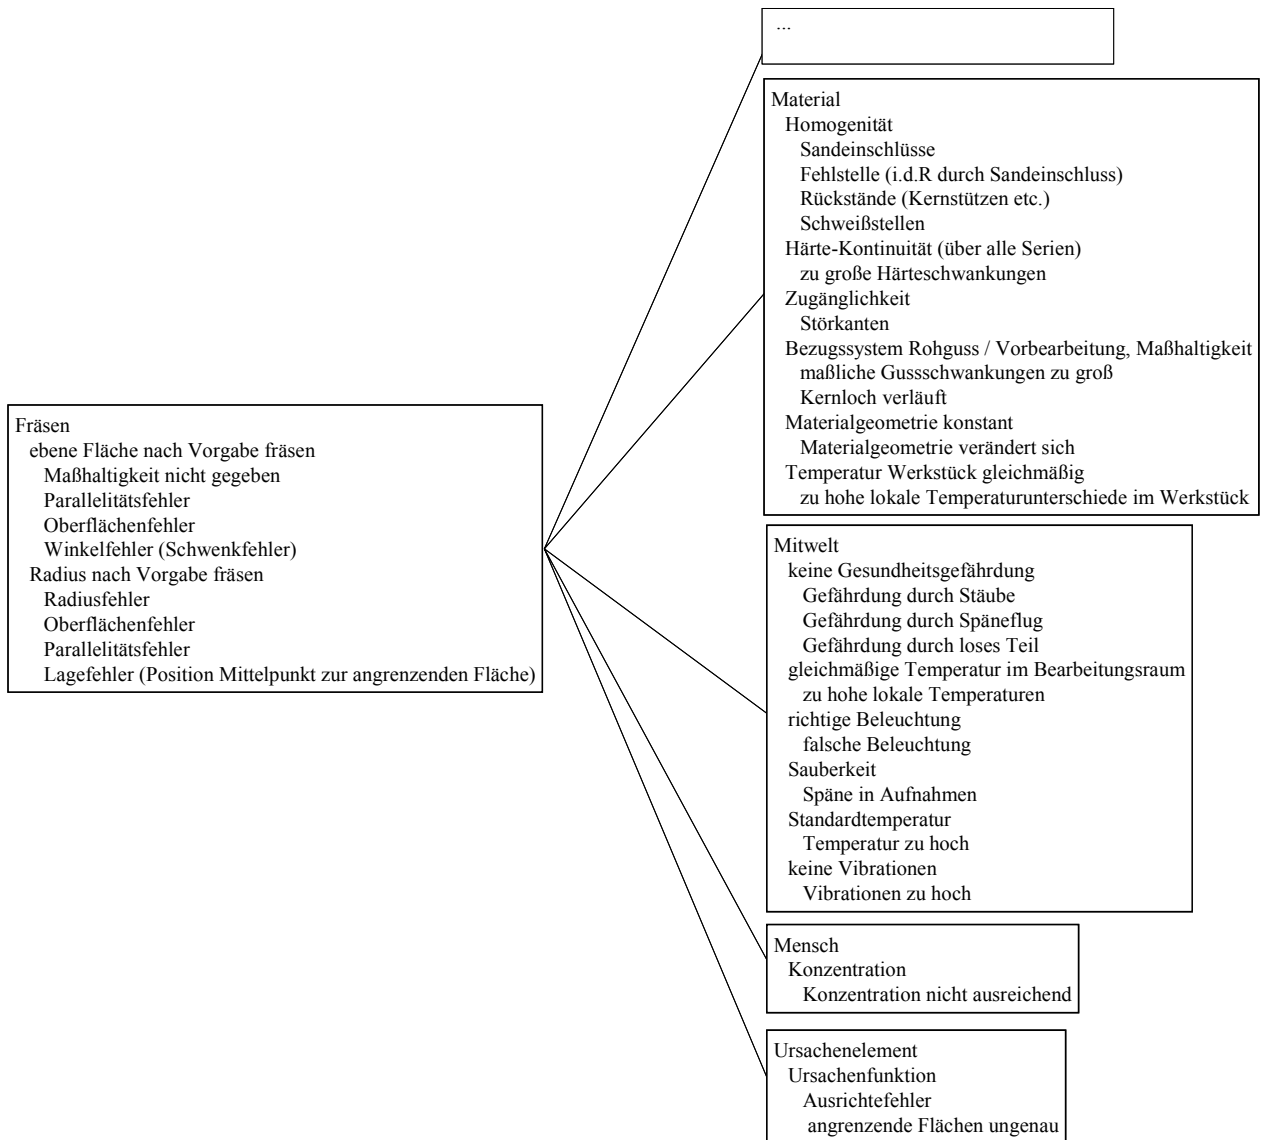 ...
Material
Homogenität
Sandeinschlüsse
Fehlstelle (i.d.R durch Sandeinschluss)
Rückstände (Kernstützen etc.)
Schweißstellen
Härte-Kontinuität (über alle Serien)
zu große Härteschwankungen
Zugänglichkeit
Störkanten
Bezugssystem Rohguss / Vorbearbeitung, Maßhaltigkeit
maßliche Gussschwankungen zu groß
Kernloch verläuft
Materialgeometrie konstant
Materialgeometrie verändert sich
Temperatur Werkstück gleichmäßig
zu hohe lokale Temperaturunterschiede im Werkstück
Fräsen
ebene Fläche nach Vorgabe fräsen
Maßhaltigkeit nicht gegeben
Parallelitätsfehler
Oberflächenfehler
Winkelfehler (Schwenkfehler)
Radius nach Vorgabe fräsen
Radiusfehler
Oberflächenfehler
Parallelitätsfehler
Lagefehler (Position Mittelpunkt zur angrenzenden Fläche)
Mitwelt
keine Gesundheitsgefährdung
Gefährdung durch Stäube
Gefährdung durch Späneflug
Gefährdung durch loses Teil
gleichmäßige Temperatur im Bearbeitungsraum
zu hohe lokale Temperaturen
richtige Beleuchtung
falsche Beleuchtung
Sauberkeit
Späne in Aufnahmen
Standardtemperatur
Temperatur zu hoch
keine Vibrationen
Vibrationen zu hoch
Mensch
Konzentration
Konzentration nicht ausreichend
Ursachenelement
Ursachenfunktion
Ausrichtefehler
angrenzende Flächen ungenau